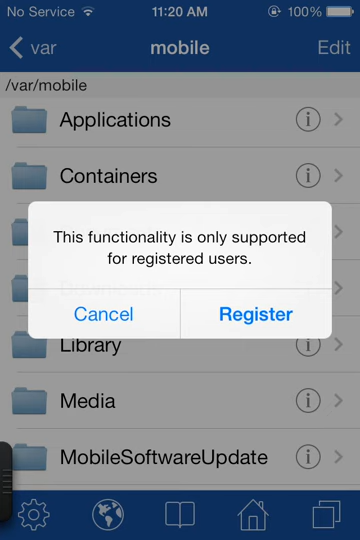 No Service 11:20 AM 100%
var mobile Edit
/var/mobile
Applications
Containers
This functionality is only supported
for registered users.
Cancel Register
Library
Media
MobileSoftwareUpdate